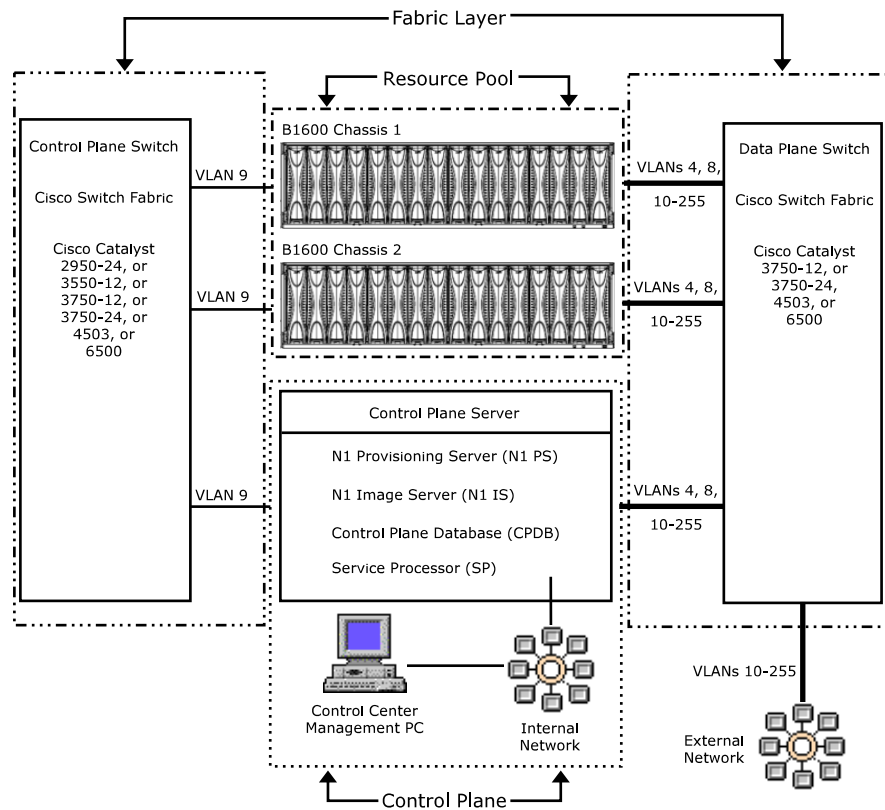 Fabric Layer
Resource Pool
Control Plane Switch
Cisco Switch Fabric
Cisco Catalyst
2950-24, or
3550-12, or
3750-12, or
3750-24, or
4503, or
6500
VLAN 9
VLAN 9
VLAN 9
B1600 Chassis 1
B1600 Chassis 2
VLANs 4, 8,
10-255
VLANs 4, 8,
10-255
VLANs 4, 8,
10-255
Data Plane Switch
Cisco Switch Fabric
Cisco Catalyst
3750-12, or
3750-24,
4503, or
6500
Control Plane Server
N1 Provisioning Server (N1 PS)
N1 Image Server (N1 IS)
Control Plane Database (CPDB)
Service Processor (SP)
Control Center
Management PC
Internal
Network
VLANs 10-255
External
Network
Control Plane